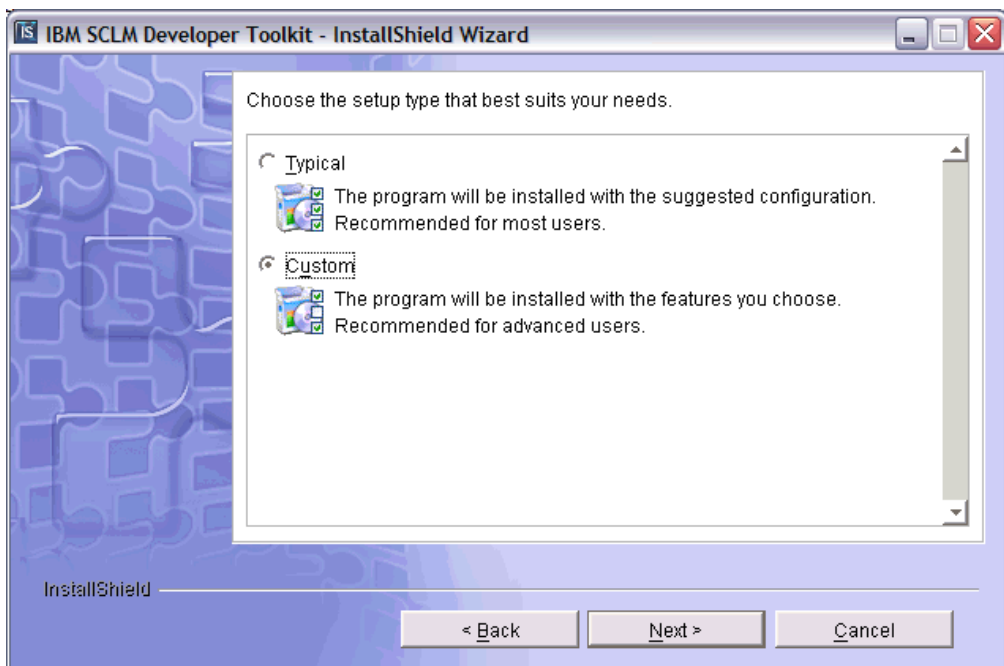 IS IBM SCLM Developer Toolkit - InstallShield Wizard
Choose the setup type that best suits your needs.
Typical
The program will be installed with the suggested configuration.
Recommended for most users.
Custom
The program will be installed with the features you choose.
Recommended for advanced users.
InstallShield
< Back Next > Cancel